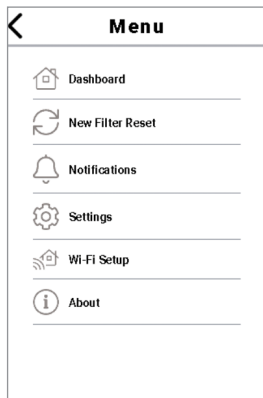 Menu
Dashboard
New Filter Reset
Notifications
Settings
Wi-Fi Setup
About